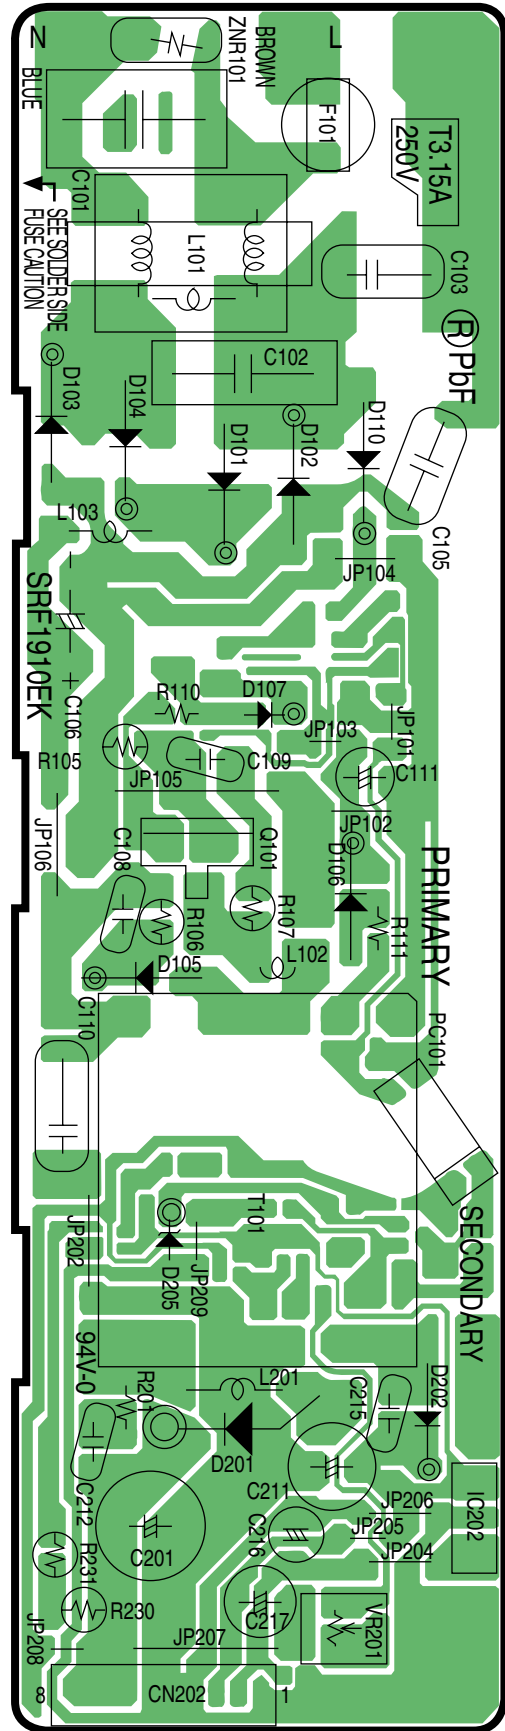 N
L
ZNR101
BROWN
BLUE
F101
T3.15A
250V
C101
L101
C103
SEE SOLDER SIDE
FUSE CAUTION
R PbF
C102
D103
D104
D101
D102
D110
C105
L103
JP104
SRF1910EK
C106
R110
D107
JP103
JP101
R105
JP105
C109
C111
JP102
JP106
C108
Q101
D106
PRIMARY
R106
R107
R111
D105
L102
C110
PC101
T101
JP202
D205
JP209
SECONDARY
94V-0
R201
L201
C215
D202
D201
C212
C211
JP206
IC202
C216
JP205
C201
JP204
R231
R230
C217
VR201
JP208
JP207
8
CN202
1